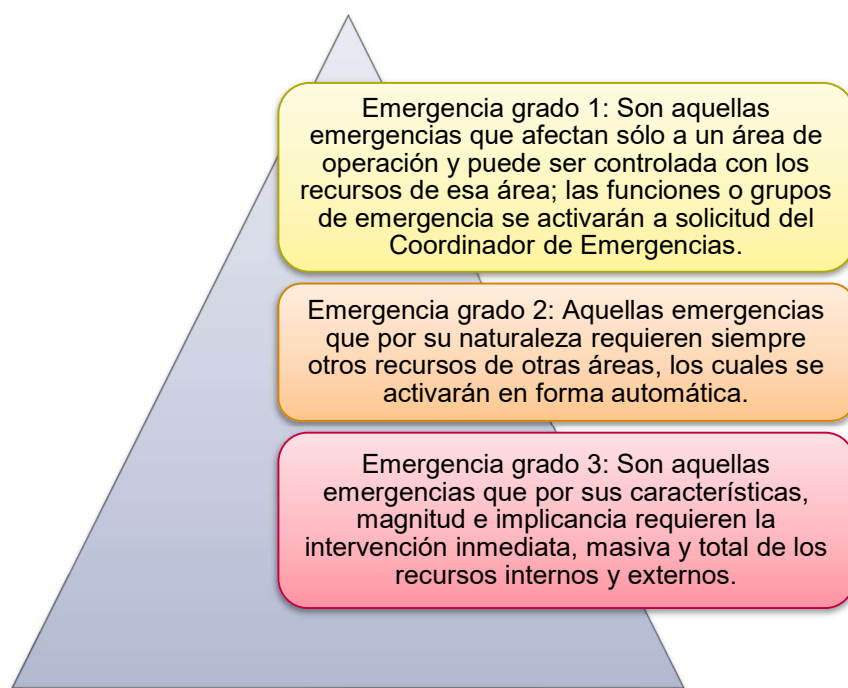 Emergencia grado 1: Son aquellas
emergencias que afectan sólo a un área de
operación y puede ser controlada con los
recursos de esa área; las funciones o grupos
de emergencia se activarán a solicitud del
Coordinador de Emergencias.
Emergencia grado 2: Aquellas emergencias
que por su naturaleza requieren siempre
otros recursos de otras áreas, los cuales se
activarán en forma automática.
Emergencia grado 3: Son aquellas
emergencias que por sus características,
magnitud e implicancia requieren la
intervención inmediata, masiva y total de los
recursos internos y externos.